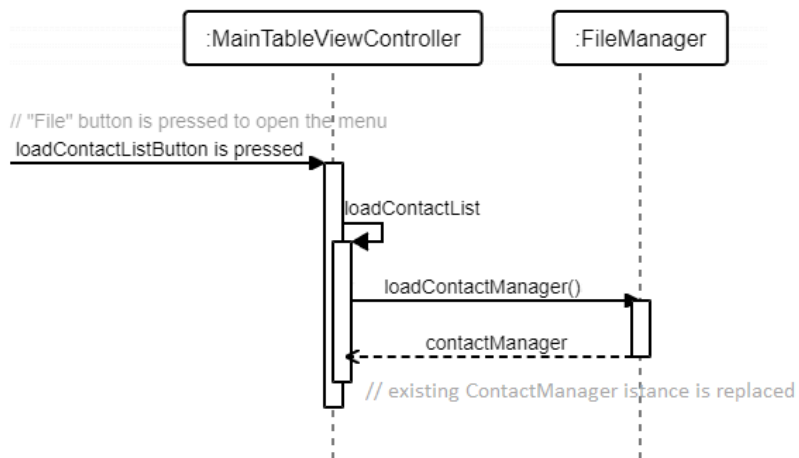 :MainTableViewController
:FileManager
// "File" button is pressed to open the menu
loadContactListButton is pressed
loadContactList
loadContactManager()
contactManager
// existing ContactManager istance is replaced